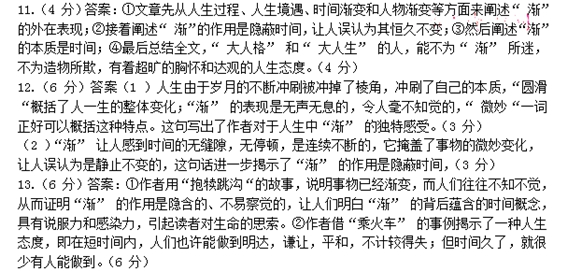 11.（4 分）答案：①文章先从人生过程、人生境遇、时间渐变和人物渐变等方面来阐述“ 渐”
的外在表现；②接着阐述“ 渐”的作用是隐蔽时间，让人误认为其恒久不变；③然后阐述“渐”
的本质是时间；④最后总结全文，“ 大人格” 和“ 大人生” 的人，能不为“ 渐” 所迷，
不为造物所欺，有着超旷的胸怀和达观的人生态度。（4 分）
12.（6 分）答案（1 ）人生由于岁月的不断冲刷被冲掉了棱角，冲刷了自己的本质，“圆滑
“概括了人一生的整体变化；“渐” 的表现是无声无息的，令人毫不知觉的，“ 微妙“一词
正好可以概括这种特点。这句写出了作者对于人生中“渐” 的独特感受。（3 分）
（2 ）“渐” 让人感到时间的无缝隙，无停顿，是连续不断的，它掩盖了事物的微妙变化，
让人误认为是静止不变的，这句话进一步揭示了“渐” 的作用是隐蔽时间，（3 分）
13.（6 分）答案：①作者用“抱犊跳沟“的故事，说明事物已经渐变，而人们往往不知不觉，
从而证明“渐” 的作用是隐含的、不易察觉的，让人们明白“渐” 的背后蕴含的时间概念，
具有说服力和感染力，引起读者对生命的思索。②作者借“乘火车” 的事例揭示了一种人生
态度，即在短时间内，人们也许能做到明达，谦让，平和，不计较得失；但时间久了，就很
少有人能做到。（6 分）